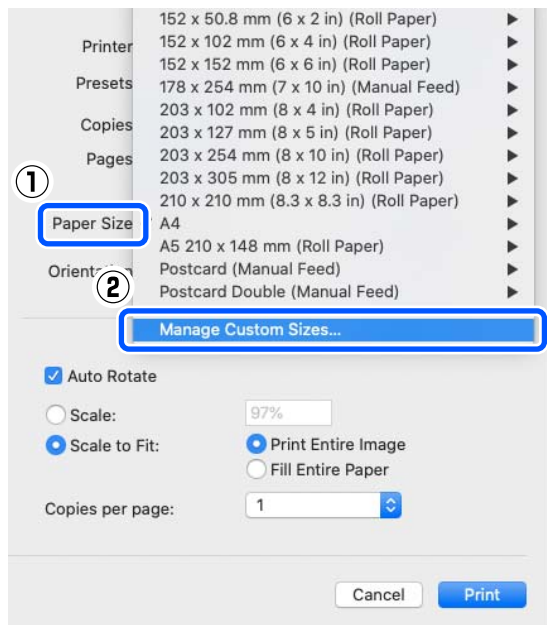 152 x 50.8 mm (6 x 2 in) (Roll Paper)
Printer
152 x 102 mm (6 x 4 in) (Roll Paper)
152 x 152 mm (6 x 6 in) (Roll Paper)
Presets
178 x 254 mm (7 x 10 in) (Manual Feed)
203 x 102 mm (8 x 4 in) (Roll Paper)
Copies
203 x 127 mm (8 x 5 in) (Roll Paper)
Pages
203 x 254 mm (8 x 10 in) (Roll Paper)
①
203 x 305 mm (8 x 12 in) (Roll Paper)
210 x 210 mm (8.3 x 8.3 in) (Roll Paper)
Paper Size
A4
A5 210 x 148 mm (Roll Paper)
Postcard (Manual Feed)
②
Postcard Double (Manual Feed)
Manage Custom Sizes...
Auto Rotate
Scale:
97%
Scale to Fit:
Print Entire Image
Fill Entire Paper
Copies per page:
1
Cancel
Print